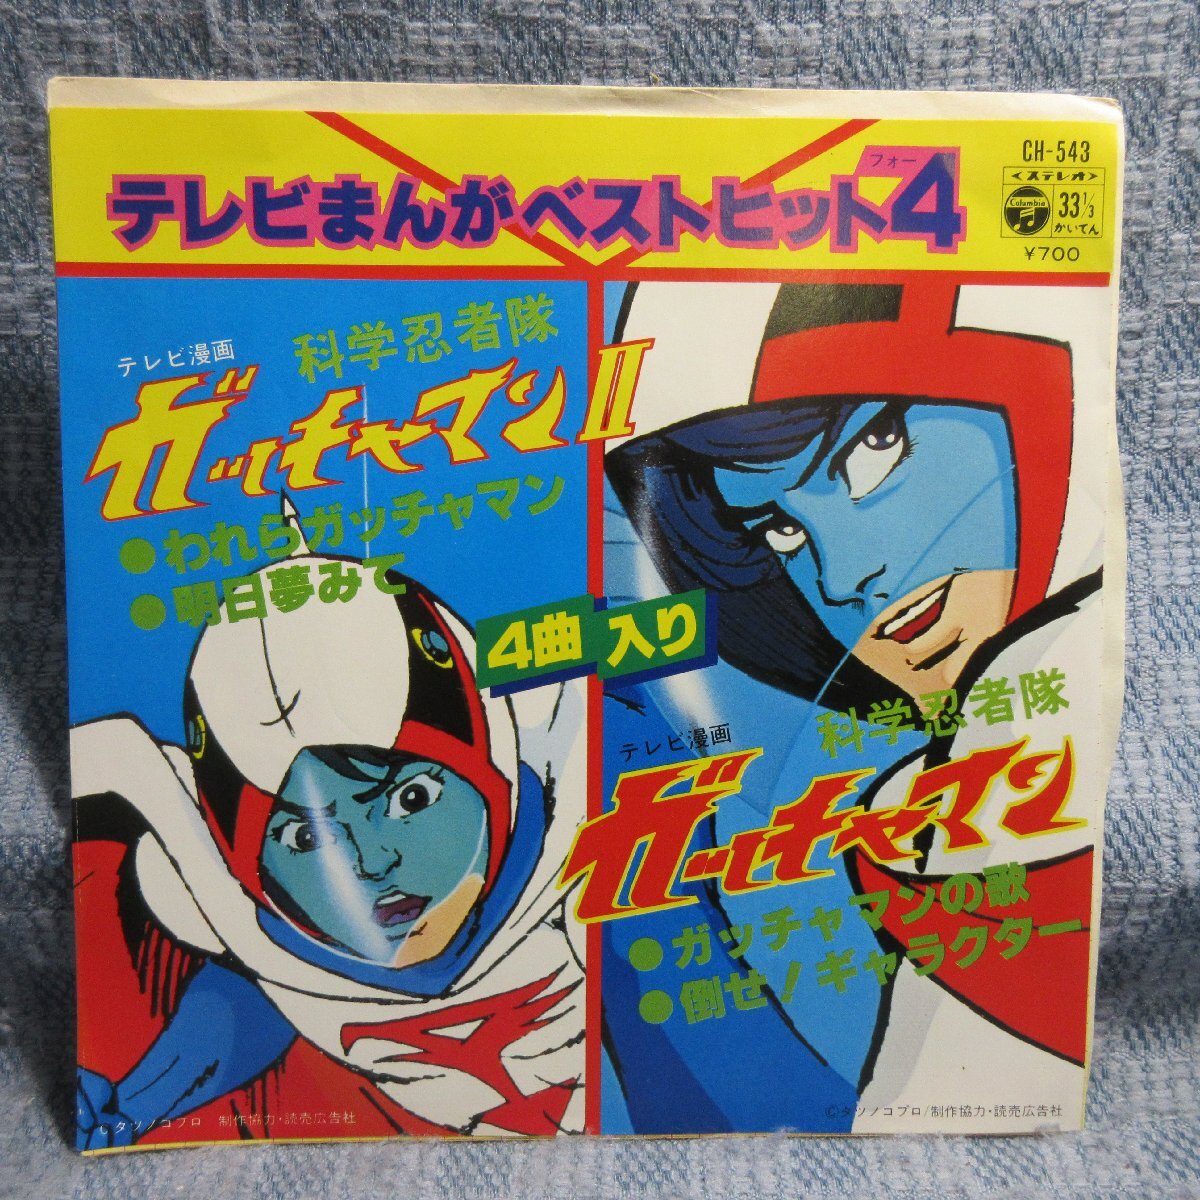 フォー
テレビまんがベストヒット4
CH-543
<ステレオ>
Columbia
33 1/3
かいてん
¥700
テレビ漫画
科学忍者隊
ガッチャマンII
●われらガッチャマン
●明日夢みて
4曲入り
テレビ漫画
科学忍者隊
ガッチャマン
●ガッチャマンの歌
●倒せ!ギャラクター
©タツノコプロ 制作協力・読売広告社
©タツノコプロ/制作協力・読売広告社